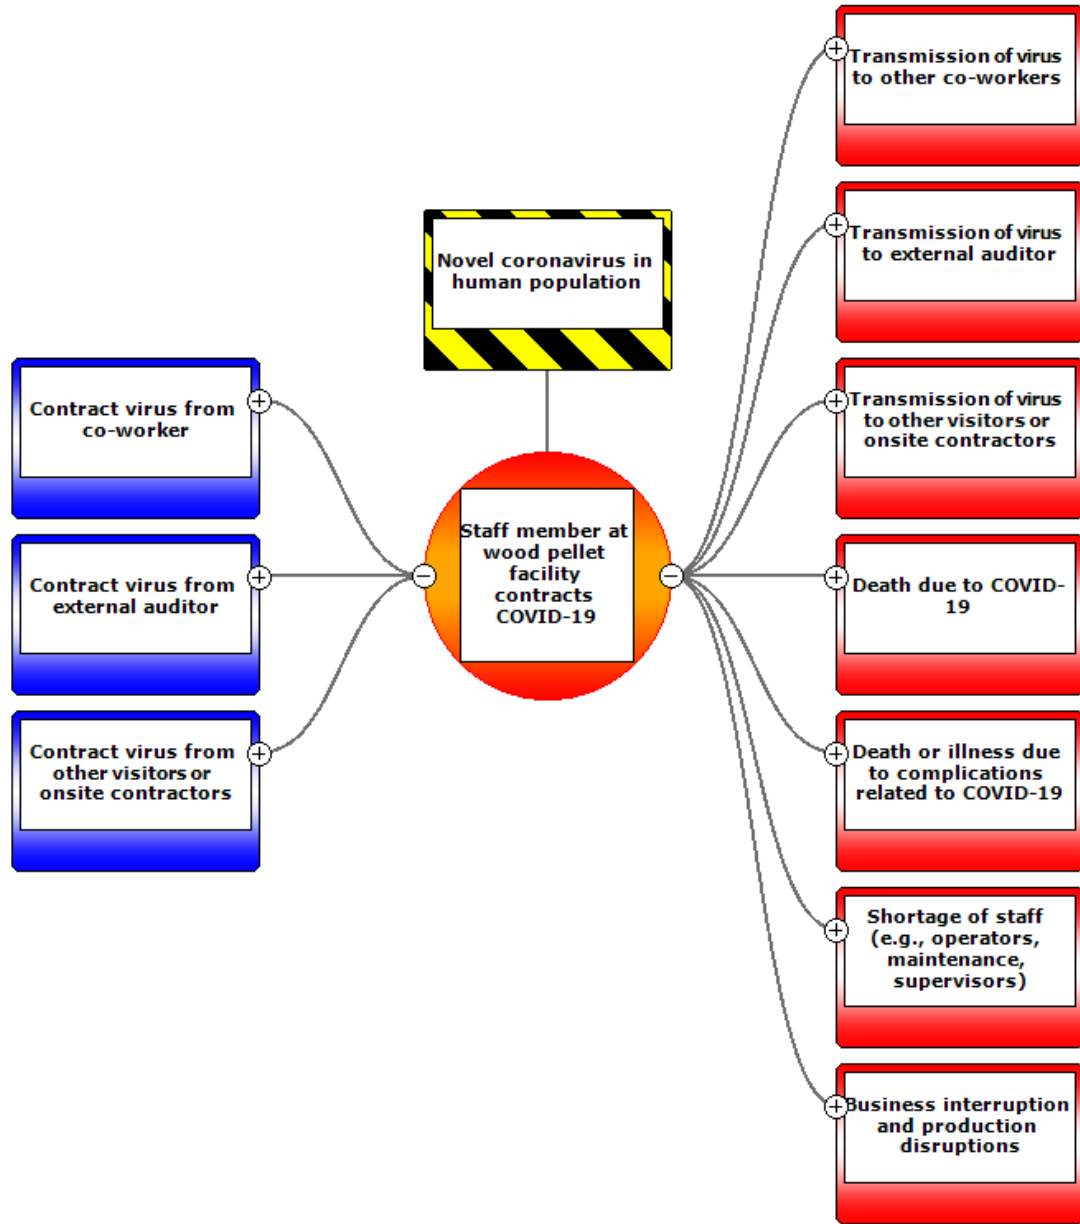 Transmission of virus
to other co-workers
Novel coronavirus in
human population
Transmission of virus
to external auditor
Contract virus from
co-worker
Transmission of virus
to other visitors or
onsite contractors
Staff member at
wood pellet
facility
contracts
COVID-19
Contract virus from
external auditor
Death due to COVID-
19
Contract virus from
other visitors or
onsite contractors
Death or illness due
to complications
related to COVID-19
Shortage of staff
(e.g., operators,
maintenance,
supervisors)
Business interruption
and production
disruptions